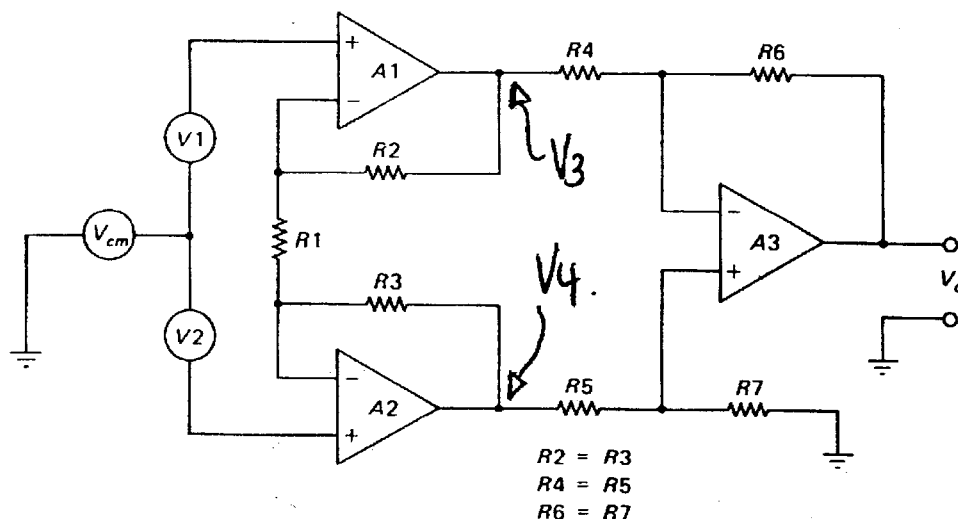 R4
R6
+
A1
−
V1
R2
V3
−
V_cm
R1
A3
V4.
+
R3
V2
−
R5
R7
A2
+
R2 = R3
R4 = R5
R6 = R7